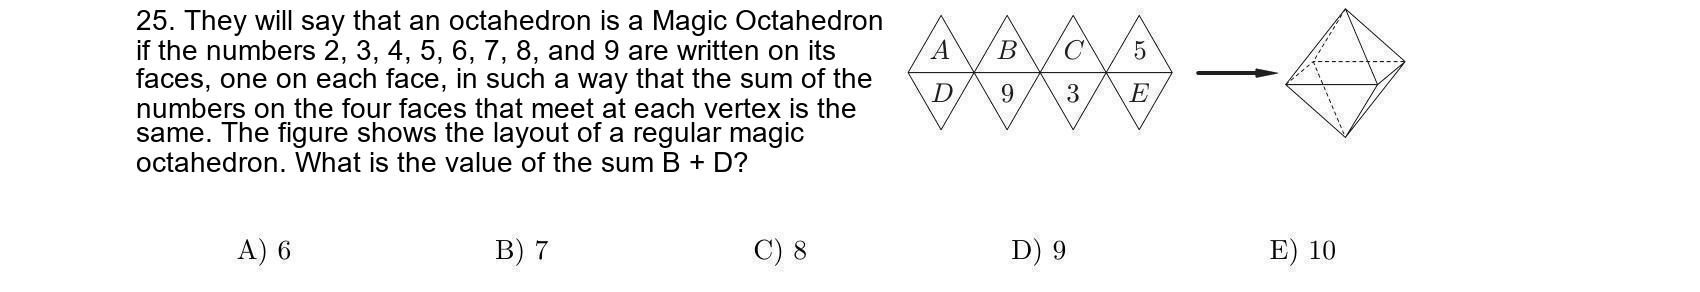 25. They will say that an octahedron is a Magic Octahedron
if the numbers 2, 3, 4, 5, 6, 7, 8, and 9 are written on its
faces, one on each face, in such a way that the sum of the
numbers on the four faces that meet at each vertex is the
same. The figure shows the layout of a regular magic
octahedron. What is the value of the sum B + D?
A B C 5
D 9 3 E
A) 6 B) 7 C) 8 D) 9 E) 10